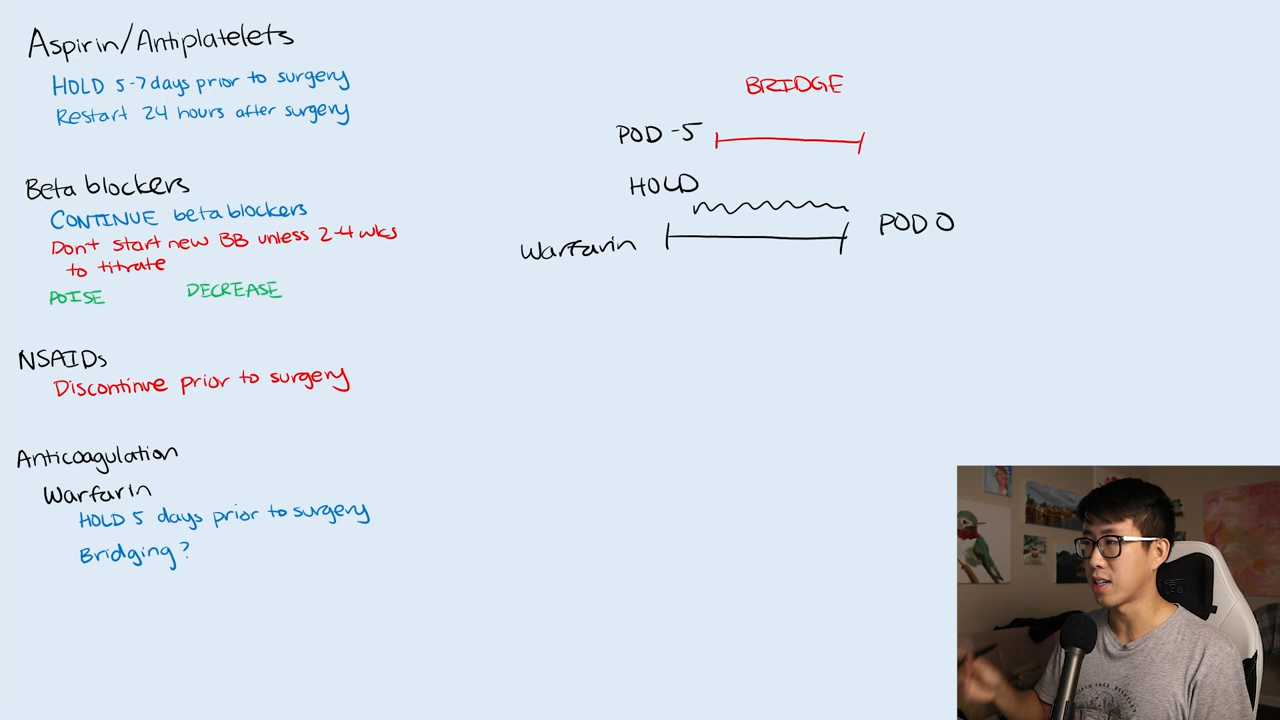 Aspirin/Antiplatelets
HOLD 5-7 days prior to surgery
Restart 24 hours after surgery
Beta blockers
CONTINUE beta blockers
Don't start new BB unless 2-4 wks
to titrate
POISE DECREASE
NSAIDs
Discontinue prior to surgery
Anticoagulation
Warfarin
HOLD 5 days prior to surgery
Bridging?
BRIDGE
POD -5
HOLD
Warfarin
POD 0